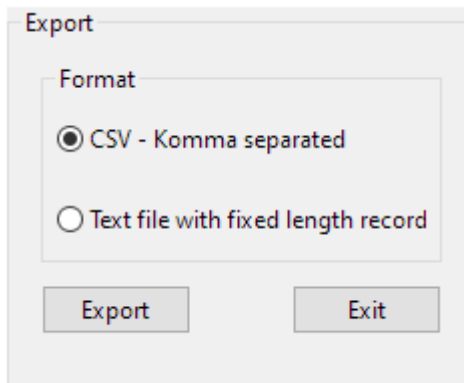 Export
Format
CSV - Komma separated
Text file with fixed length record
Export
Exit